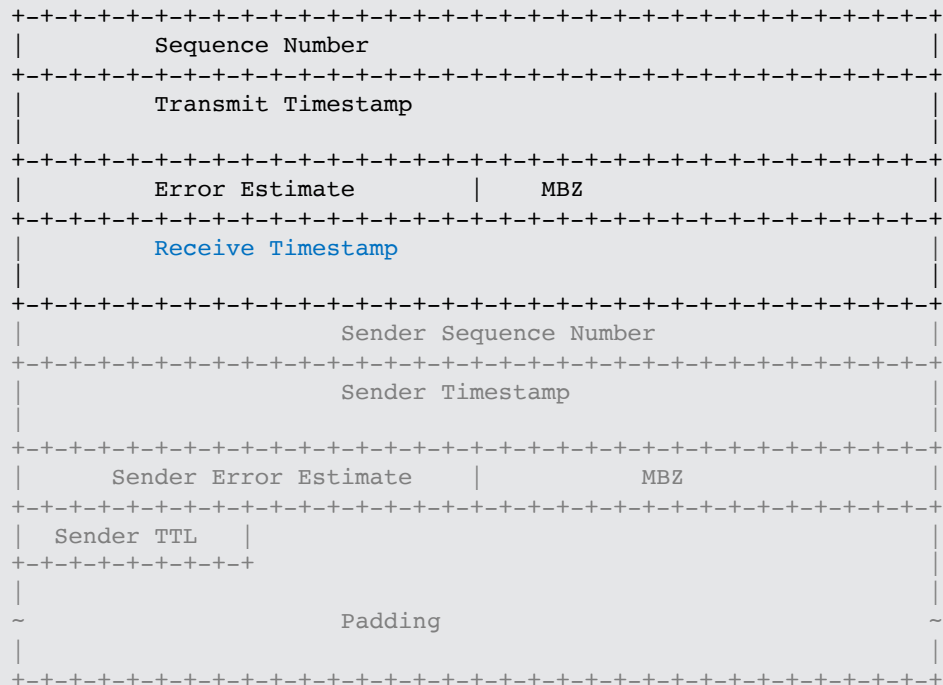 +-+-+-+-+-+-+-+-+-+-+-+-+-+-+-+-+-+-+-+-+-+-+-+-+-+-+-+-+-+-+-+-+
| Sequence Number |
+-+-+-+-+-+-+-+-+-+-+-+-+-+-+-+-+-+-+-+-+-+-+-+-+-+-+-+-+-+-+-+-+
| Transmit Timestamp |
| |
+-+-+-+-+-+-+-+-+-+-+-+-+-+-+-+-+-+-+-+-+-+-+-+-+-+-+-+-+-+-+-+-+
| Error Estimate | MBZ |
+-+-+-+-+-+-+-+-+-+-+-+-+-+-+-+-+-+-+-+-+-+-+-+-+-+-+-+-+-+-+-+-+
| Receive Timestamp |
| |
+-+-+-+-+-+-+-+-+-+-+-+-+-+-+-+-+-+-+-+-+-+-+-+-+-+-+-+-+-+-+-+-+
| Sender Sequence Number |
+-+-+-+-+-+-+-+-+-+-+-+-+-+-+-+-+-+-+-+-+-+-+-+-+-+-+-+-+-+-+-+-+
| Sender Timestamp |
| |
+-+-+-+-+-+-+-+-+-+-+-+-+-+-+-+-+-+-+-+-+-+-+-+-+-+-+-+-+-+-+-+-+
| Sender Error Estimate | MBZ |
+-+-+-+-+-+-+-+-+-+-+-+-+-+-+-+-+-+-+-+-+-+-+-+-+-+-+-+-+-+-+-+-+
| Sender TTL | |
+-+-+-+-+-+-+-+-+ |
| |
~ Padding ~
| |
+-+-+-+-+-+-+-+-+-+-+-+-+-+-+-+-+-+-+-+-+-+-+-+-+-+-+-+-+-+-+-+-+